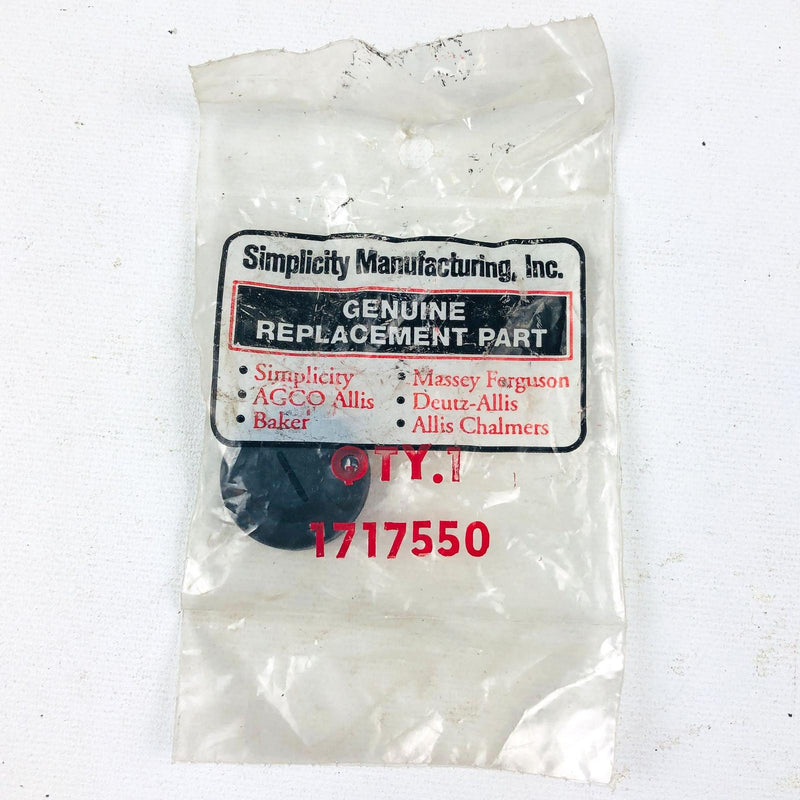 Simplicity Manufacturing, Inc.
GENUINE
REPLACEMENT PART
• Simplicity • Massey Ferguson
• AGCO Allis • Deutz-Allis
• Baker • Allis Chalmers
QTY.1
1717550